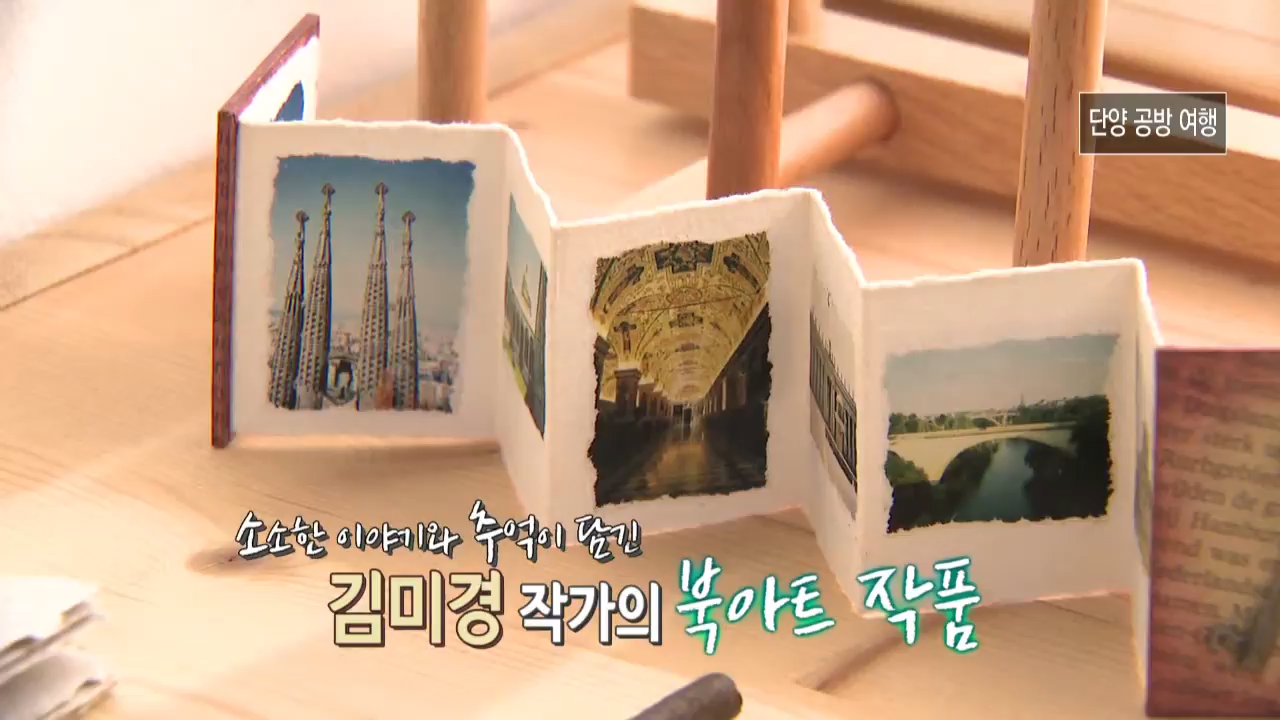 단양 공방 여행
소소한 이야기와 추억이 담긴
김미경 작가의 북아트 작품